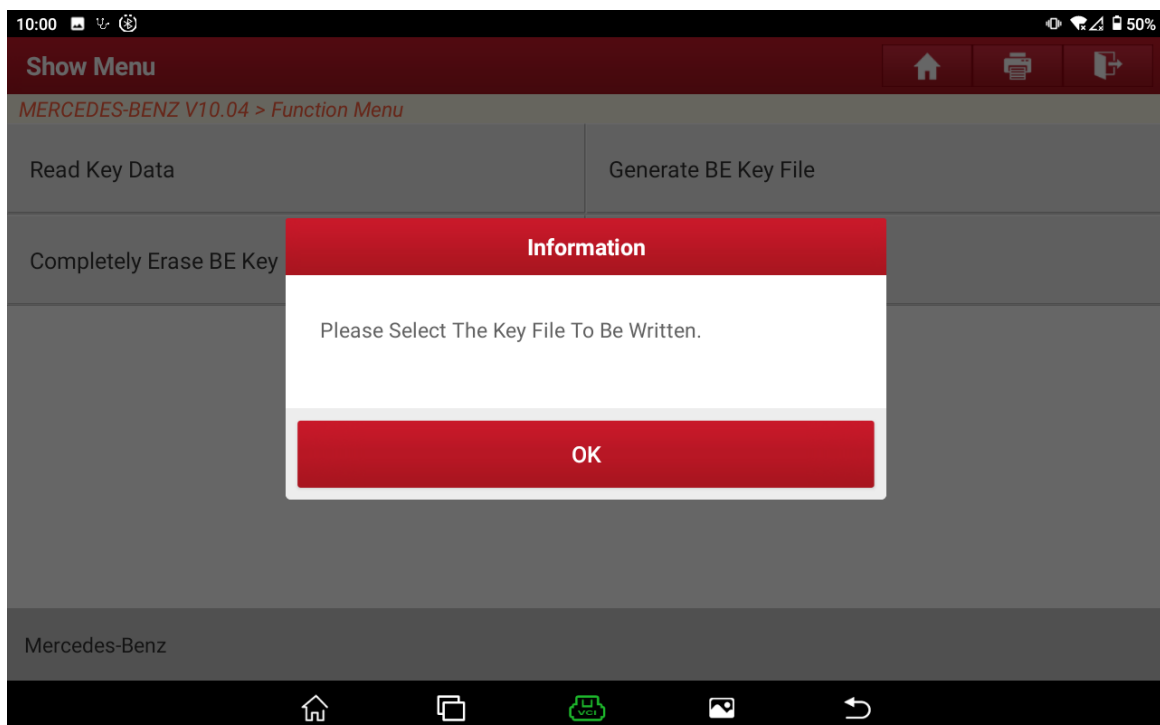 10:00
50%
Show Menu
MERCEDES-BENZ V10.04 > Function Menu
Read Key Data
Generate BE Key File
Completely Erase BE Key
Information
Please Select The Key File To Be Written.
OK
Mercedes-Benz
VCI